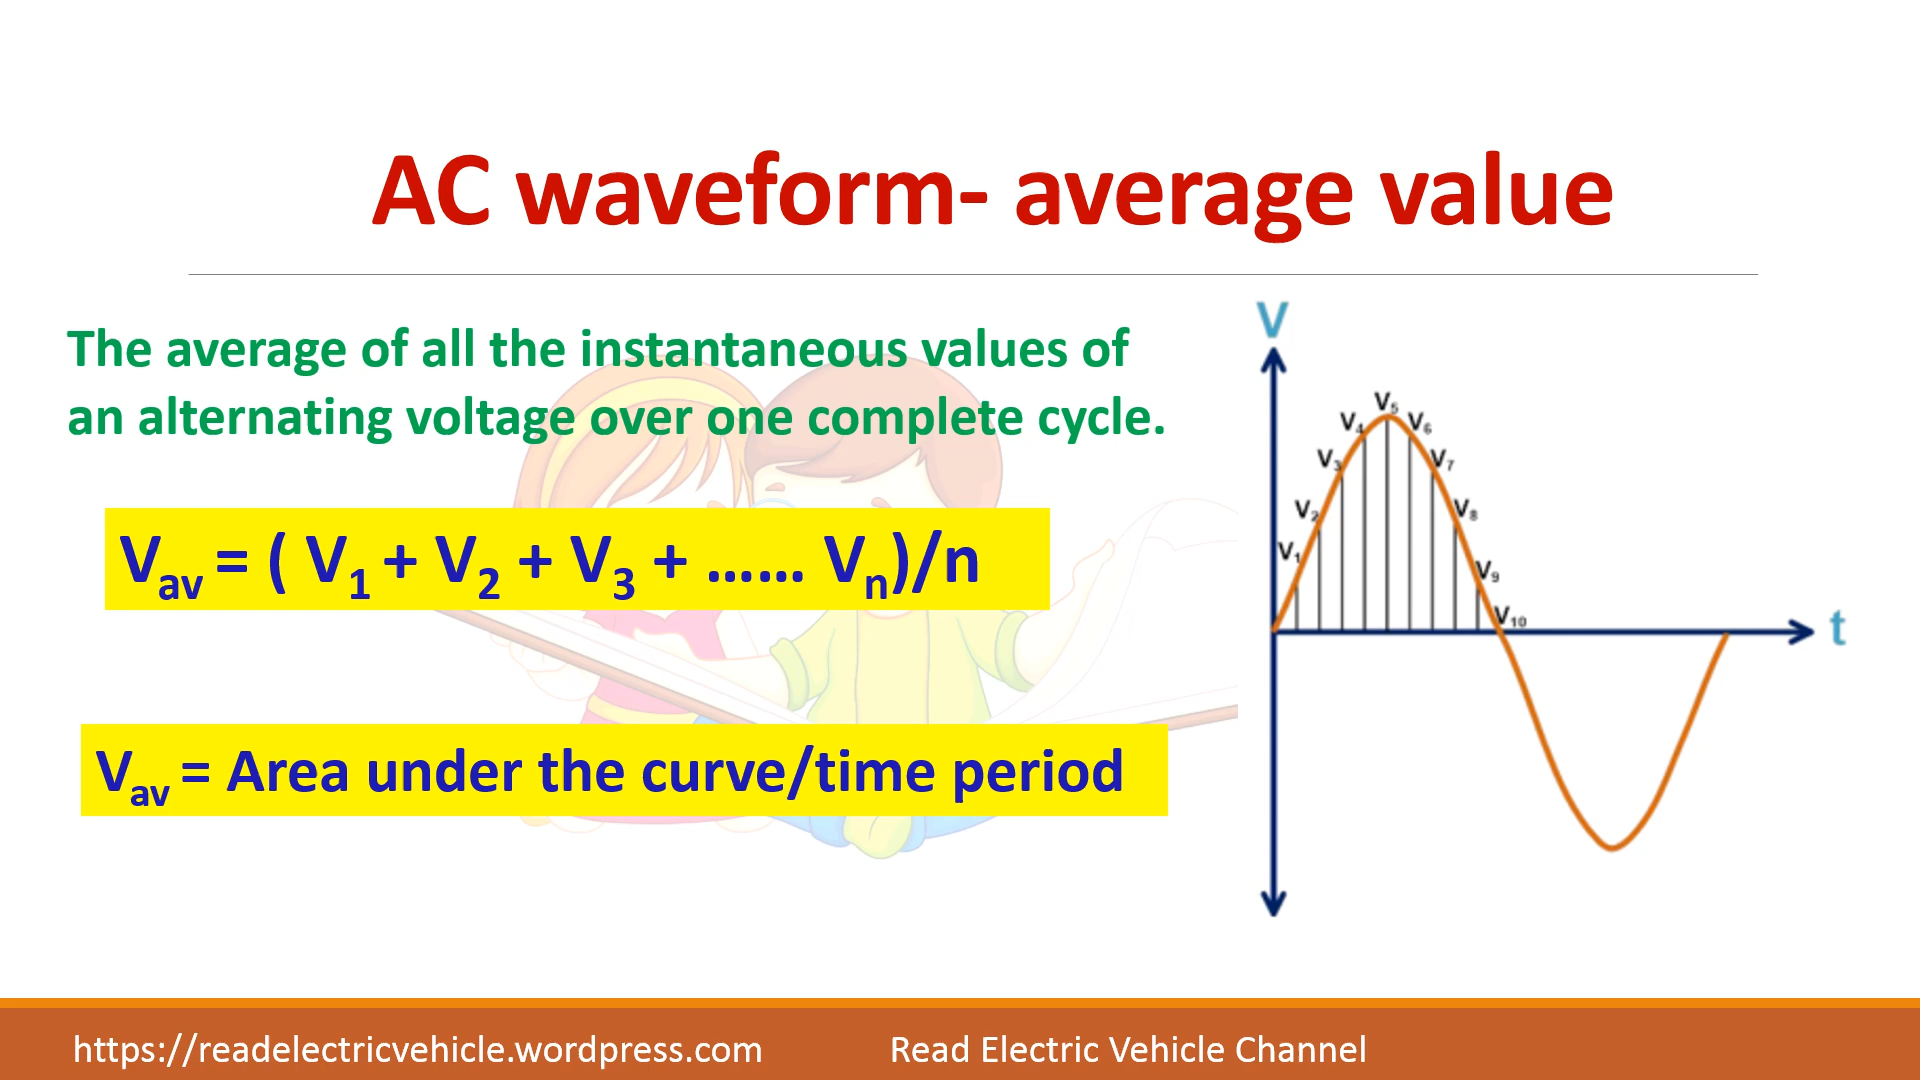 AC waveform- average value
The average of all the instantaneous values of
an alternating voltage over one complete cycle.
Vav = ( V1 + V2 + V3 + …… Vn)/n
Vav = Area under the curve/time period
V
V5
V4
V6
V3
V7
V2
V8
V1
V9
V10
t
https://readelectricvehicle.wordpress.com
Read Electric Vehicle Channel